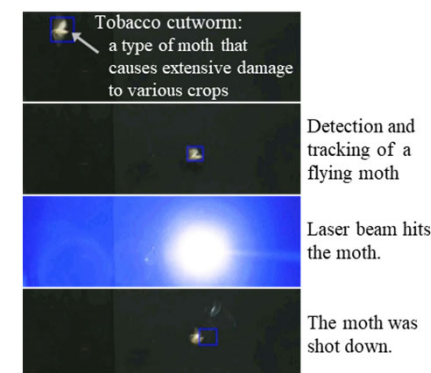 Tobacco cutworm:
a type of moth that
causes extensive damage
to various crops
Detection and
tracking of a
flying moth
Laser beam hits
the moth.
The moth was
shot down.